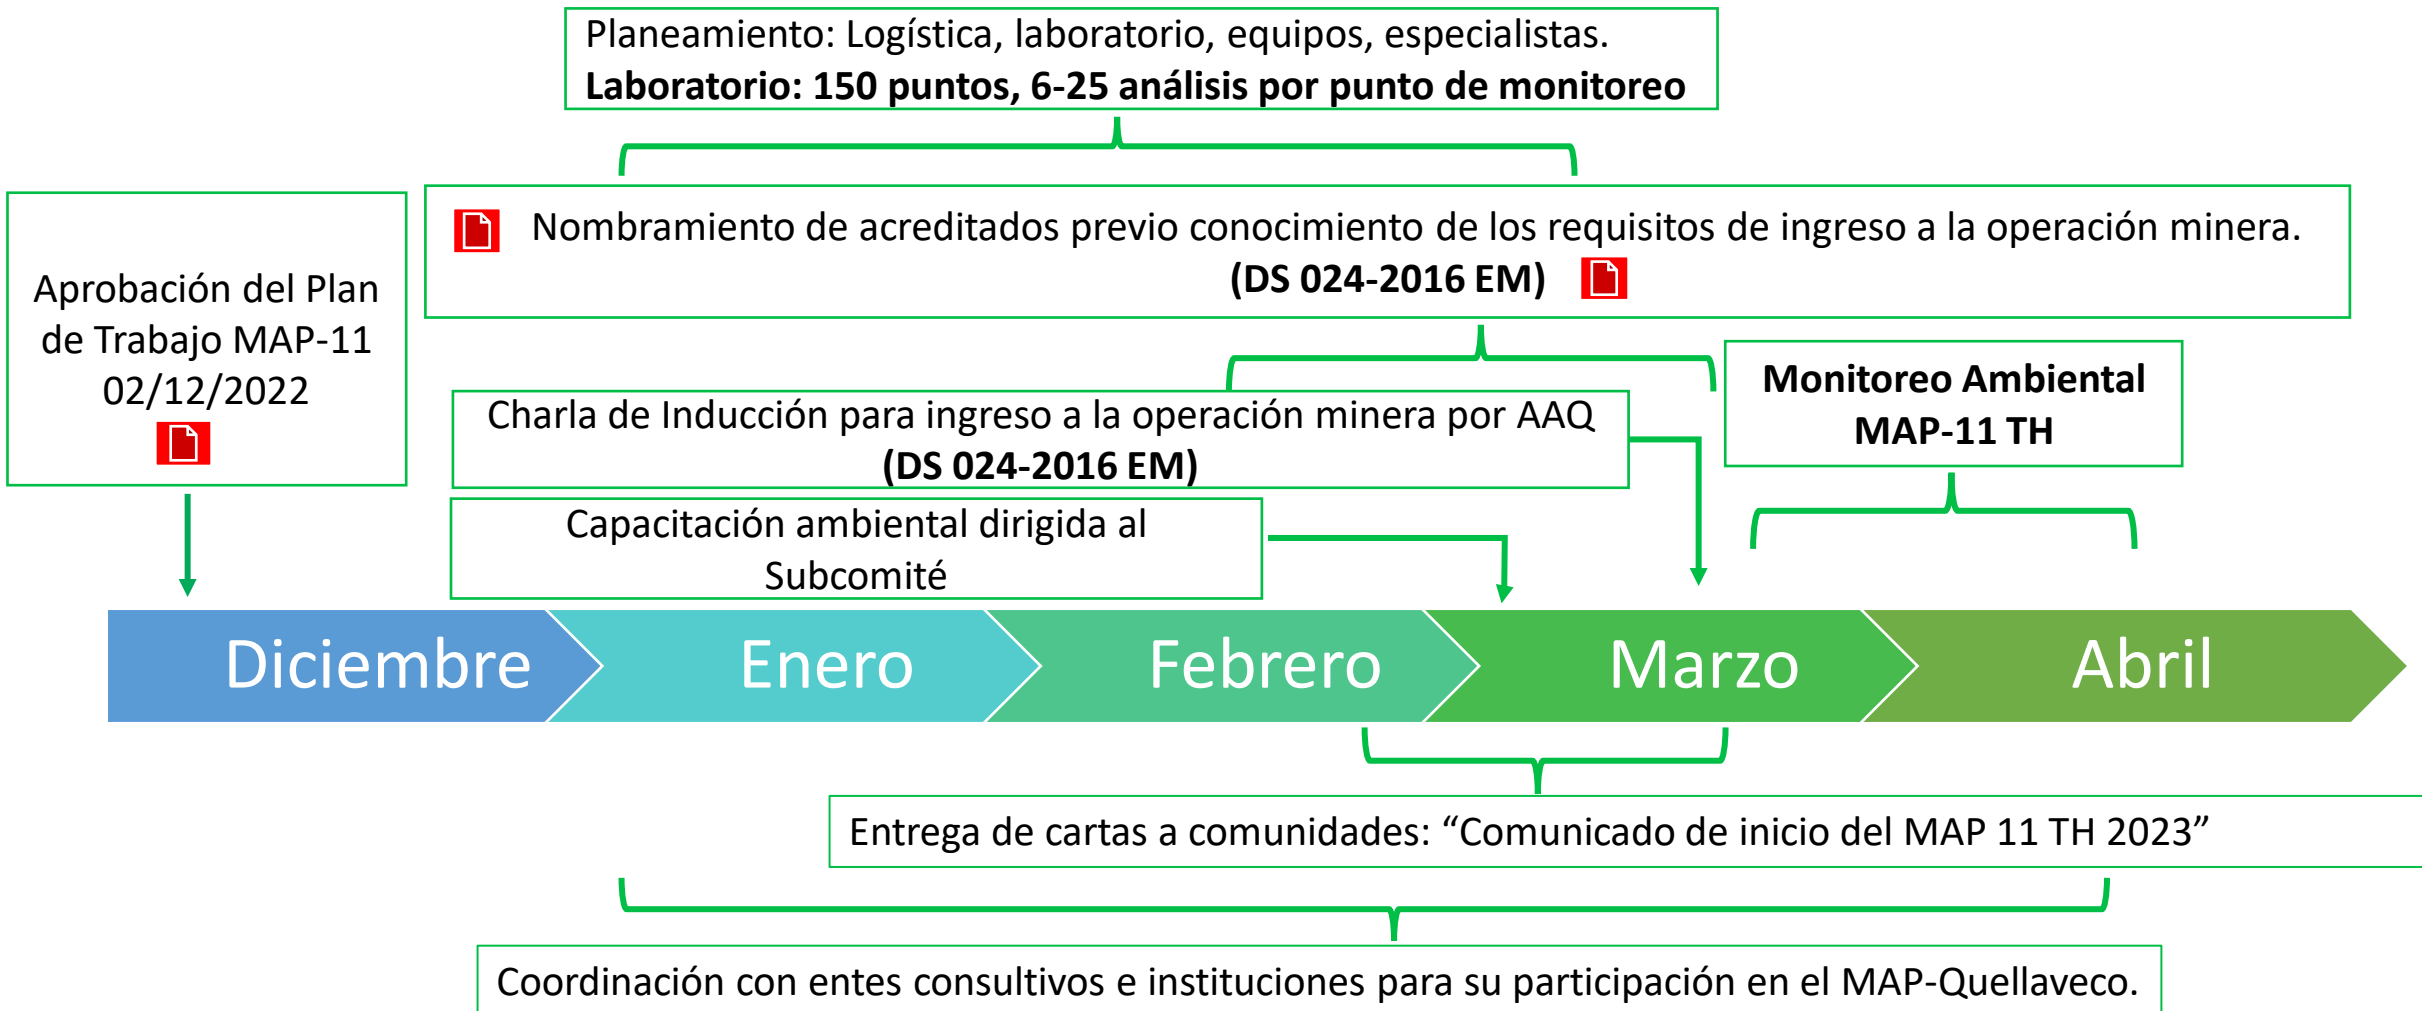 Planeamiento: Logística, laboratorio, equipos, especialistas.
Laboratorio: 150 puntos, 6-25 análisis por punto de monitoreo
Aprobación del Plan
de Trabajo MAP-11
02/12/2022
Nombramiento de acreditados previo conocimiento de los requisitos de ingreso a la operación minera.
(DS 024-2016 EM)
Charla de Inducción para ingreso a la operación minera por AAQ
(DS 024-2016 EM)
Monitoreo Ambiental
MAP-11 TH
Capacitación ambiental dirigida al
Subcomité
Diciembre
Enero
Febrero
Marzo
Abril
Entrega de cartas a comunidades: “Comunicado de inicio del MAP 11 TH 2023”
Coordinación con entes consultivos e instituciones para su participación en el MAP-Quellaveco.